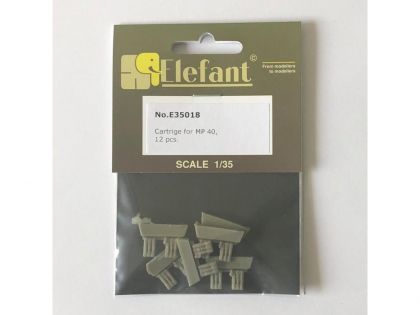 Elefant
©
From modellers
to modellers
No.E35018
Cartrige for MP 40,
12 pcs.
SCALE 1/35